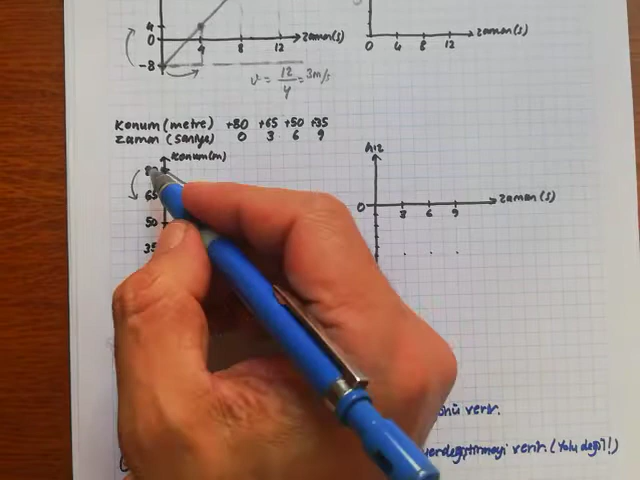 4
0
-8
4 8 12 zaman(s)
0 4 8 12 zaman(s)
v = 12/4 = 3m/s
Konum (metre) +80 +65 +50 +35
Zaman (saniye) 0 3 6 9
Konum(m)
80
65
50
35
hız
0 3 6 9 zaman(s)
verir.
yerdeğiştirmeyi verir. (Yolu değil!)